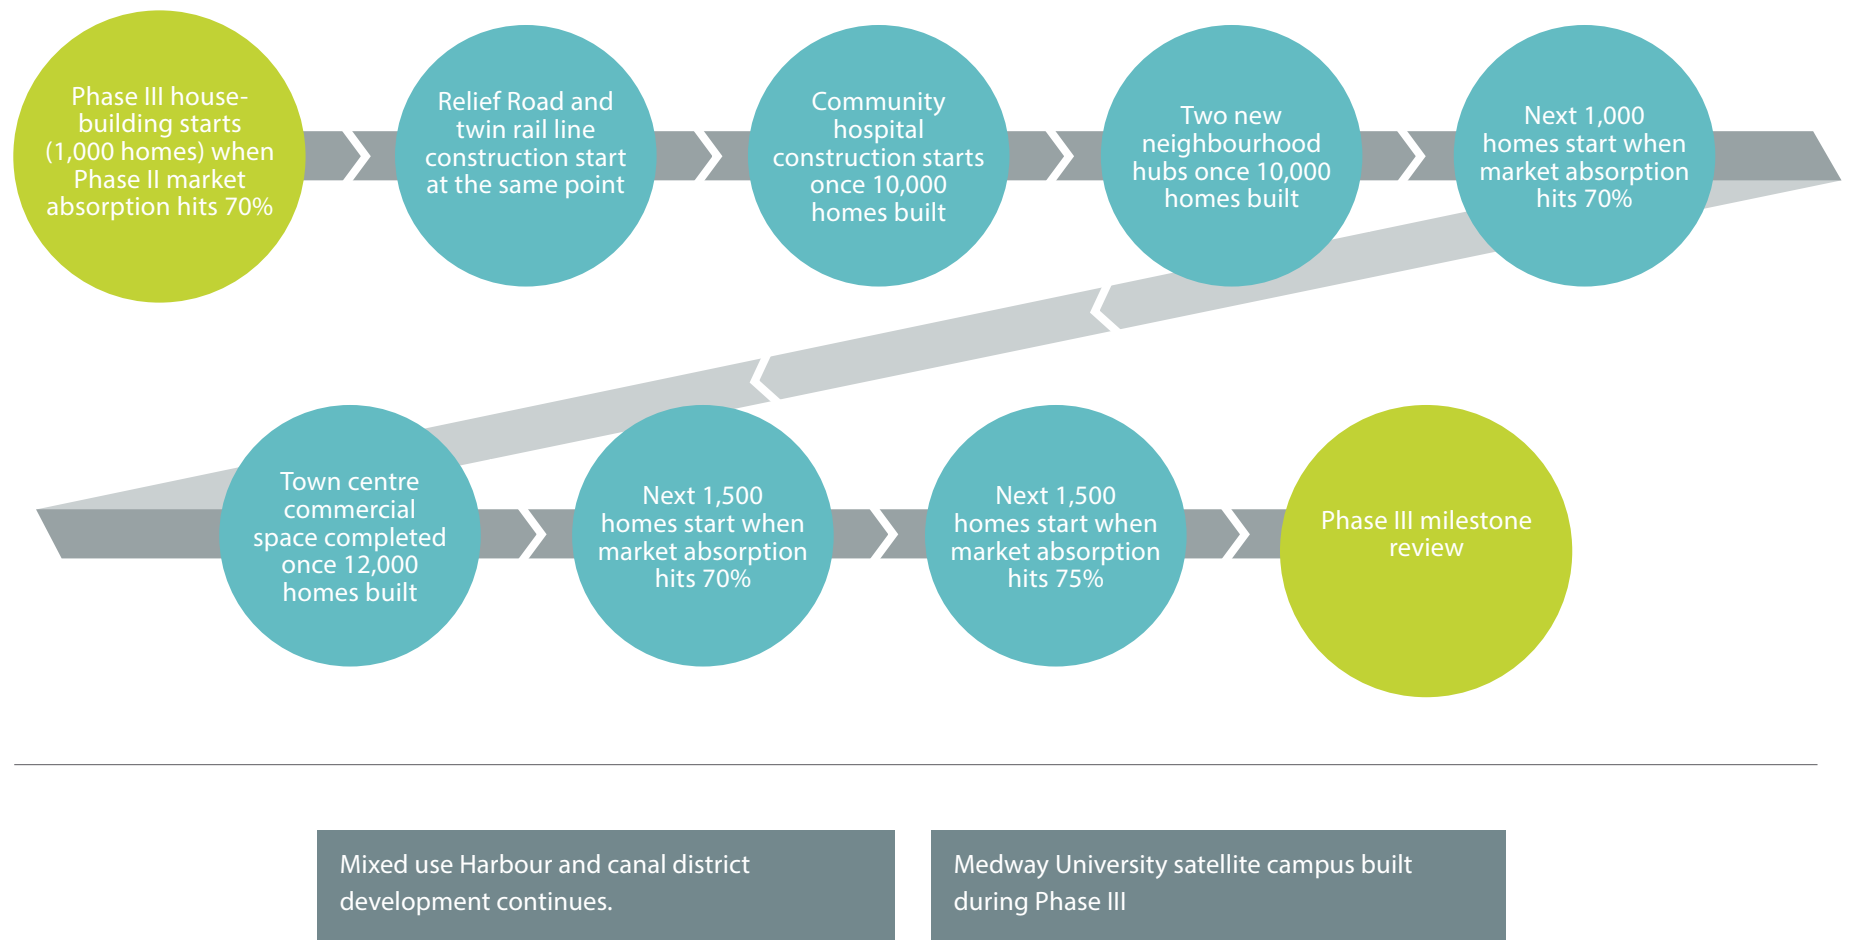 Phase III house-
building starts
(1,000 homes) when
Phase II market
absorption hits 70%
Relief Road and
twin rail line
construction start
at the same point
Community
hospital
construction starts
once 10,000
homes built
Two new
neighbourhood
hubs once 10,000
homes built
Next 1,000
homes start when
market absorption
hits 70%
Town centre
commercial
space completed
once 12,000
homes built
Next 1,500
homes start when
market absorption
hits 70%
Next 1,500
homes start when
market absorption
hits 75%
Phase III milestone
review
Mixed use Harbour and canal district
development continues.
Medway University satellite campus built
during Phase III